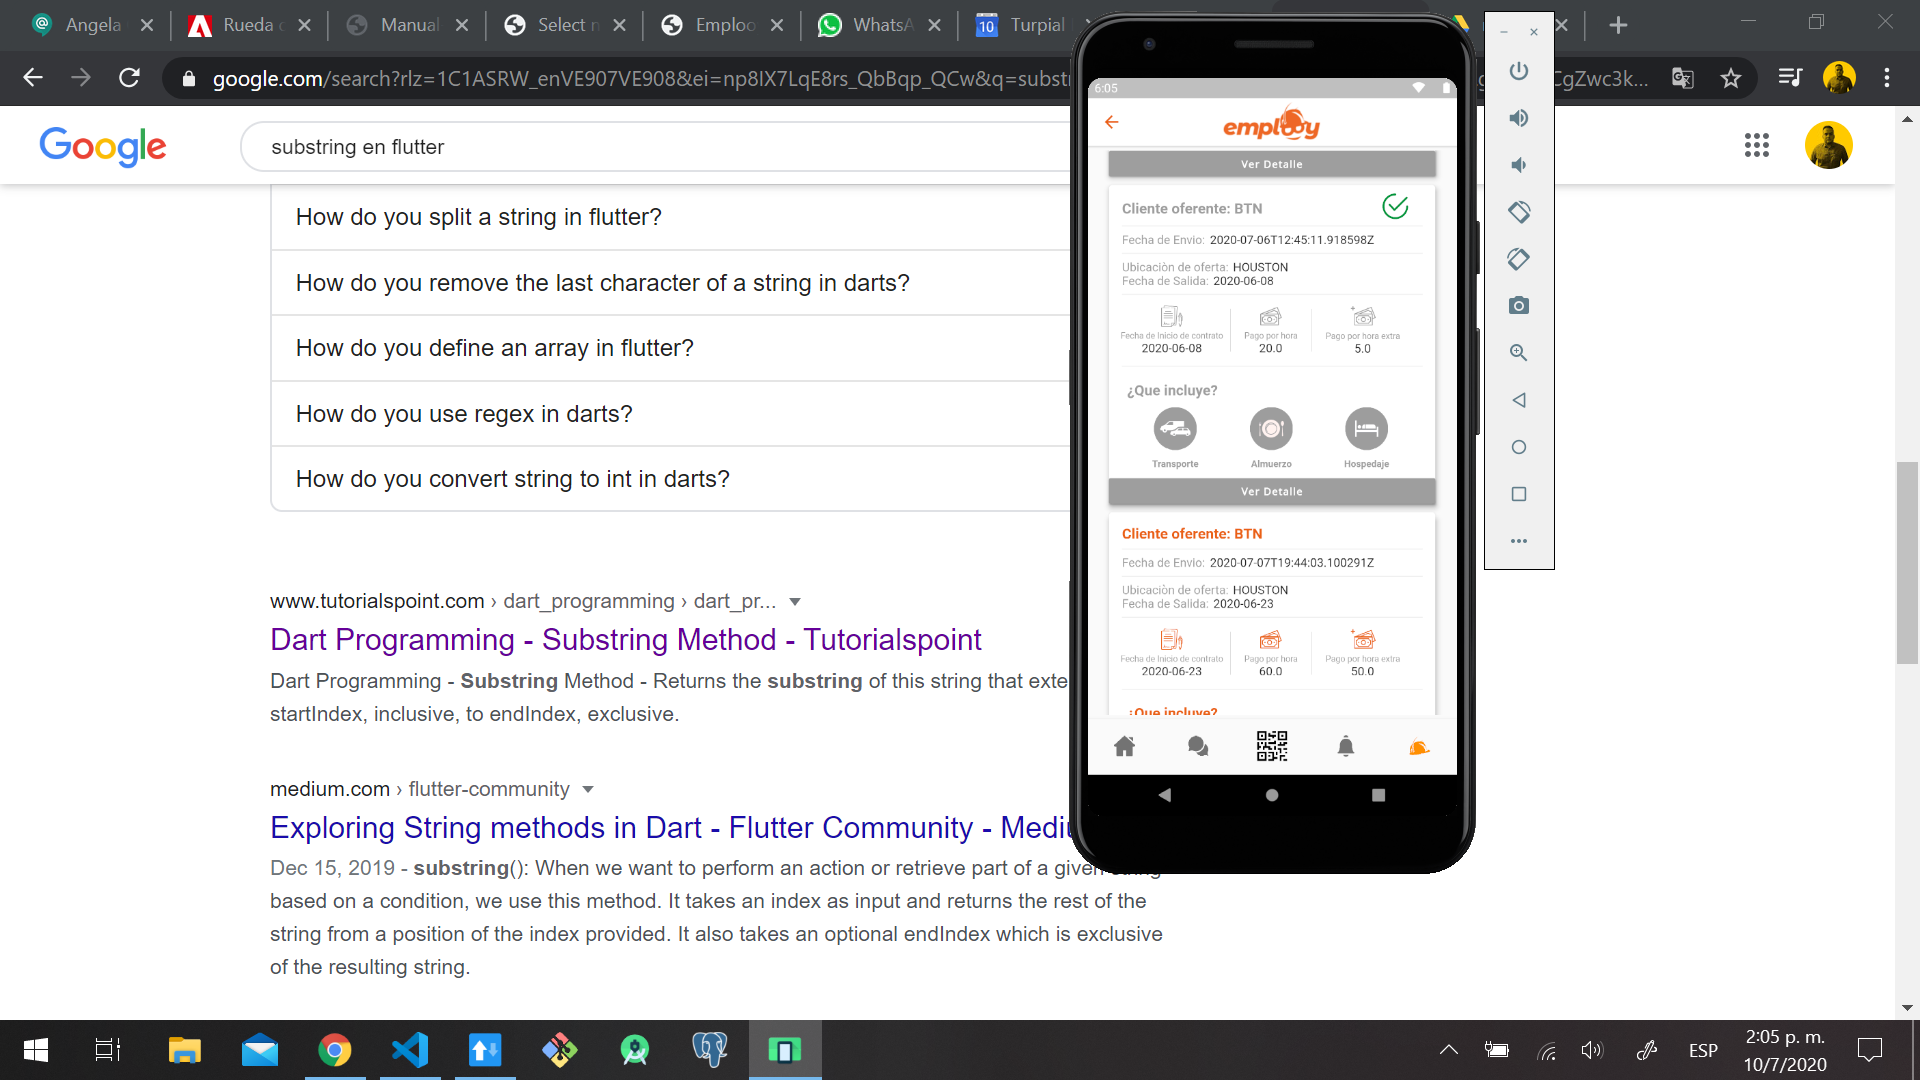 Angela
Rueda
Manual
Select n
Emploo
WhatsA
Turpial
google.com/search?rlz=1C1ASRW_enVE907VE908&ei=np8IX7LqE8rs_QbBqp_QCw&q=substr
CgZwc3k...
Google
substring en flutter
How do you split a string in flutter?
How do you remove the last character of a string in darts?
How do you define an array in flutter?
How do you use regex in darts?
How do you convert string to int in darts?
www.tutorialspoint.com › dart_programming › dart_pr...
Dart Programming - Substring Method - Tutorialspoint
Dart Programming - Substring Method - Returns the substring of this string that exte
startIndex, inclusive, to endIndex, exclusive.
medium.com › flutter-community
Exploring String methods in Dart - Flutter Community - Mediu
Dec 15, 2019 - substring(): When we want to perform an action or retrieve part of a given string
based on a condition, we use this method. It takes an index as input and returns the rest of the
string from a position of the index provided. It also takes an optional endIndex which is exclusive
of the resulting string.
6:05
emplooy
Ver Detalle
Cliente oferente: BTN
Fecha de Envio: 2020-07-06T12:45:11.918598Z
Ubicaciòn de oferta: HOUSTON
Fecha de Salida: 2020-06-08
Fecha de Inicio de contrato
2020-06-08
Pago por hora
20.0
Pago por hora extra
5.0
¿Que incluye?
Transporte
Almuerzo
Hospedaje
Ver Detalle
Cliente oferente: BTN
Fecha de Envio: 2020-07-07T19:44:03.100291Z
Ubicaciòn de oferta: HOUSTON
Fecha de Salida: 2020-06-23
Fecha de Inicio de contrato
2020-06-23
Pago por hora
60.0
Pago por hora extra
50.0
¿Que incluye?
ESP
2:05 p. m.
10/7/2020